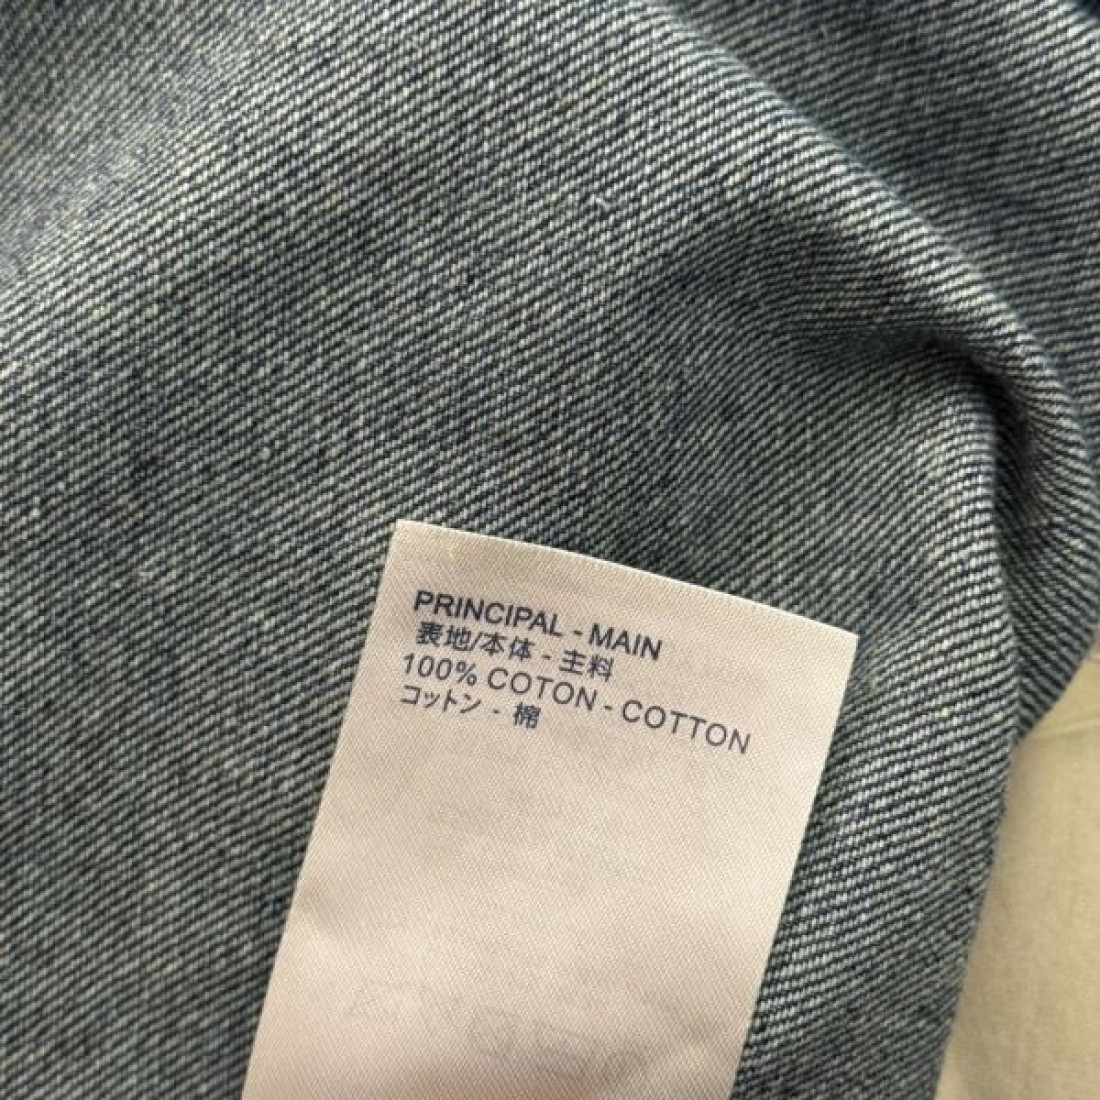 PRINCIPAL - MAIN
表地/本体 - 主料
100% COTON - COTTON
コットン - 棉